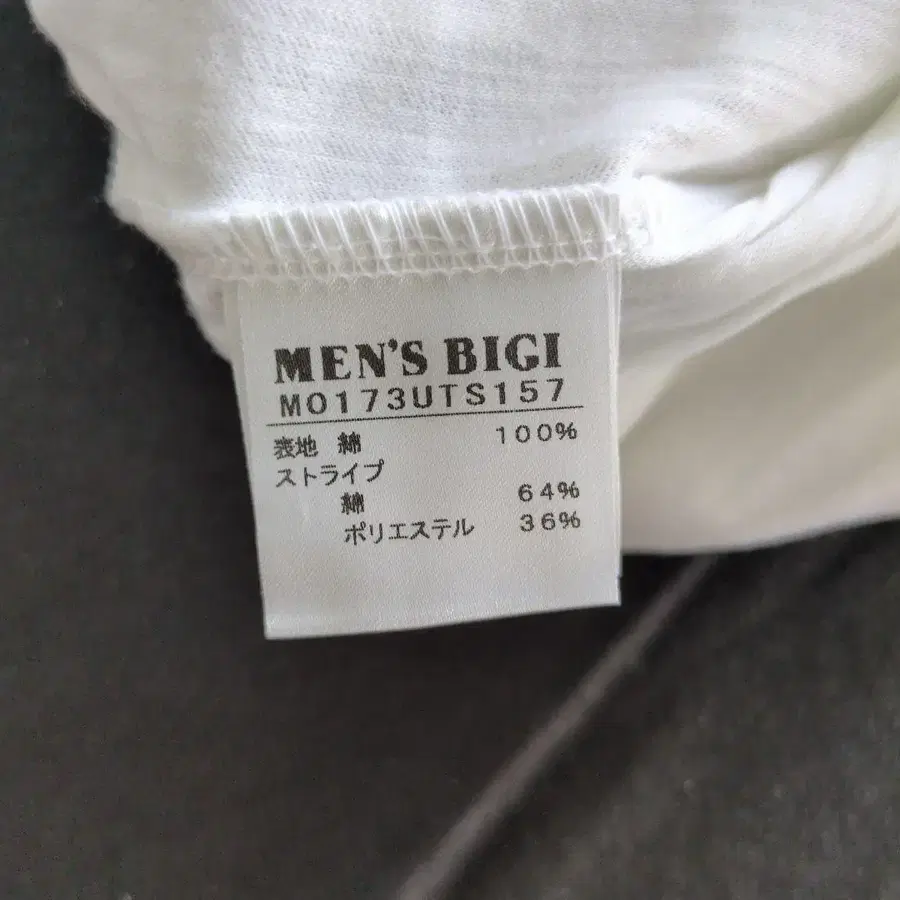 MEN'S BIGI
M0173UTS157
表地 綿 100%
ストライプ
綿 64%
ポリエステル 36%